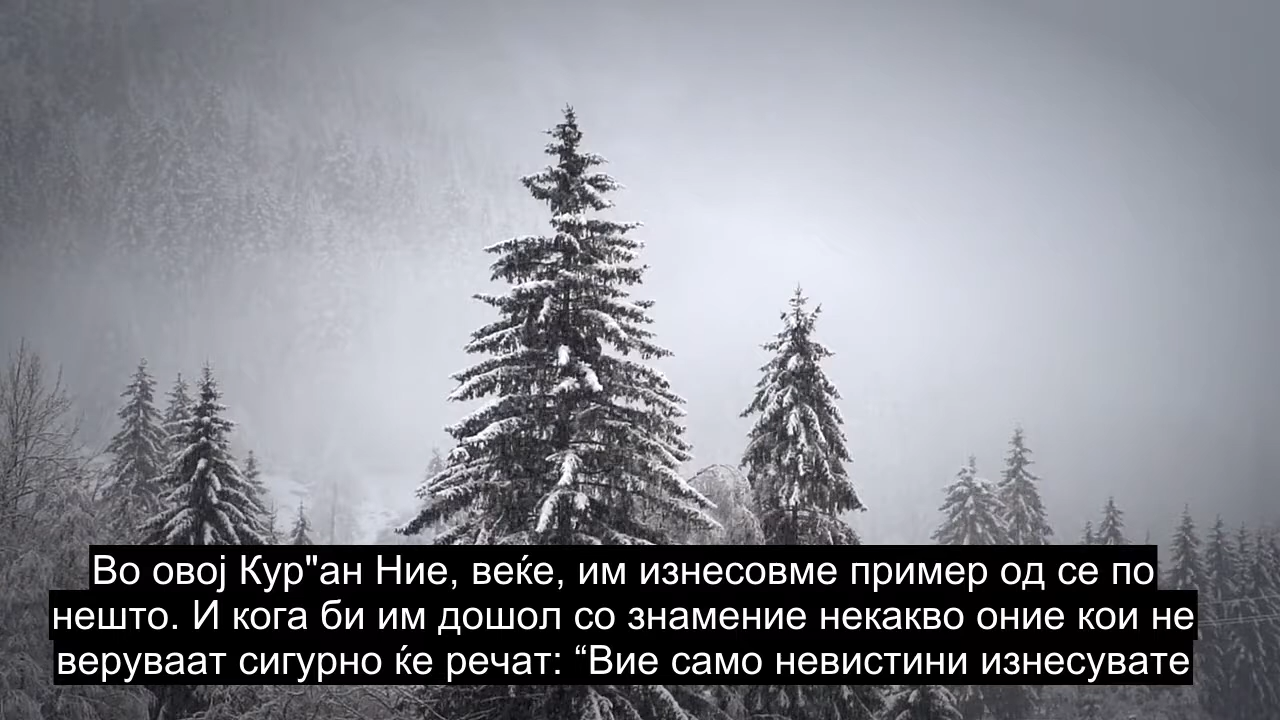 Во овој Кур"ан Ние, веќе, им изнесовме пример од се по
нешто. И кога би им дошол со знамение некакво оние кои не
веруваат сигурно ќе речат: “Вие само невистини изнесувате